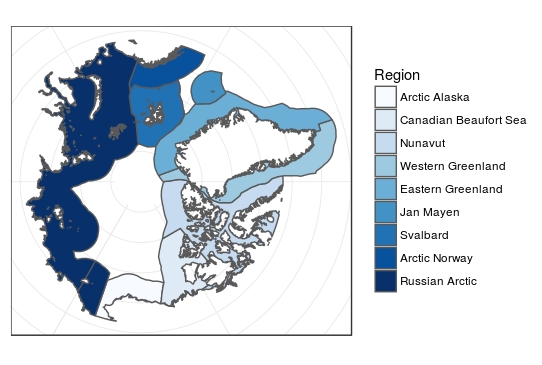 Region
Arctic Alaska
Canadian Beaufort Sea
Nunavut
Western Greenland
Eastern Greenland
Jan Mayen
Svalbard
Arctic Norway
Russian Arctic